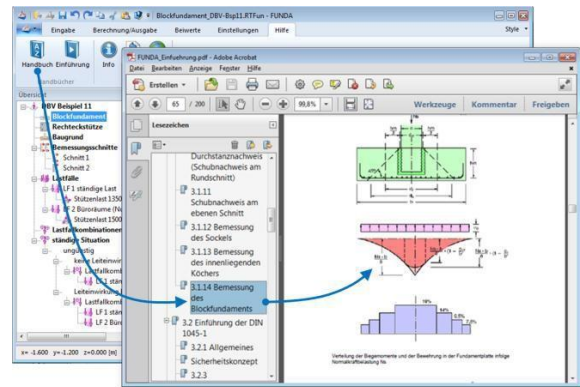 Blockfundament_DBV-Bsp11.RTFun - FUNDA
Eingabe Berechnung/Ausgabe Beiwerte Einstellungen Hilfe Style
Handbuch Einführung Info
Handbücher
Übersicht
DBV Beispiel 11
Blockfundament
Rechteckstütze
Baugrund
Bemessungsschnitte
Schnitt 1
Schnitt 2
Lastfälle
LF 1 ständige Last
Stützenlast 1350
LF 2 Büroräume (N
Stützenlast 1500
Lastfallkombinationen
ständige Situation
ungünstig
keine Leiteinwir
Lastfallkoml
LF 1 stän
Leiteinwirkung
Lastfallkoml
LF 1 stän
LF 2 Büro
x= -1.600 y=-1.200 z=0.000 [m]
FUNDA_Einfuehrung.pdf - Adobe Acrobat
Datei Bearbeiten Anzeige Fenster Hilfe
Erstellen
65 / 200 99,8% Werkzeuge Kommentar Freigeben
Lesezeichen
Durchstanznachweis
(Schubnachweis am
Rundschnitt)
3.1.11
Schubnachweis am
ebenen Schnitt
3.1.12 Bemessung
des Sockels
3.1.13 Bemessung
des innenliegenden
Köchers
3.1.14 Bemessung
des
Blockfundaments
3.2 Einführung der DIN
1045-1
3.2.1 Allgemeines
Sicherheitskonzept
3.2.3
Verteilung der Biegemomente und der Bewehrung in der Fundamentplatte infolge
Normalkraftbelastung Ns